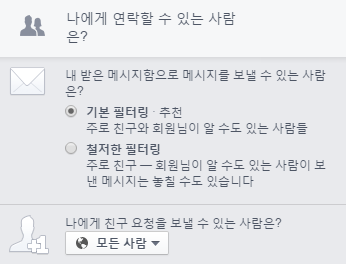 나에게 연락할 수 있는 사람
은?
내 받은 메시지함으로 메시지를 보낼 수 있는 사람
은?
기본 필터링 · 추천
주로 친구와 회원님이 알 수도 있는 사람들
철저한 필터링
주로 친구 — 회원님이 알 수도 있는 사람이 보
낸 메시지는 놓칠 수도 있습니다
나에게 친구 요청을 보낼 수 있는 사람은?
+1
모든 사람